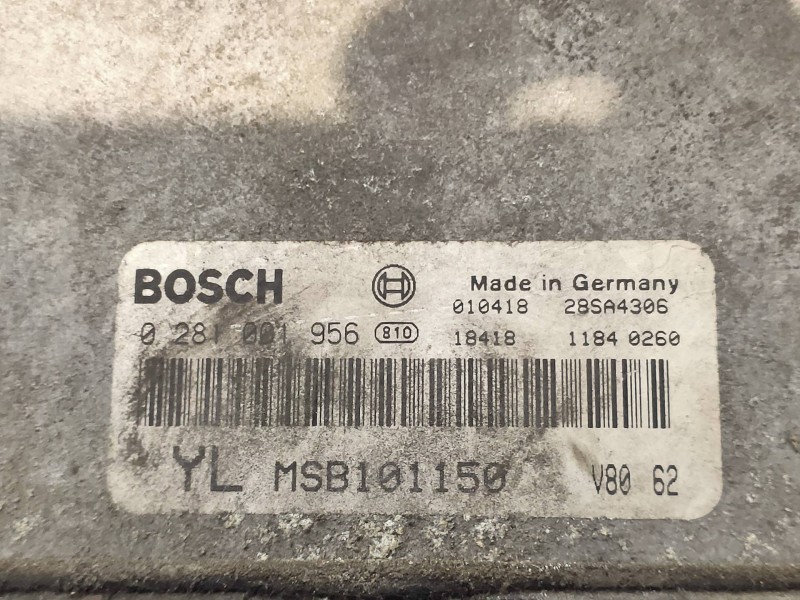 BOSCH Made in Germany
010418 28SA4306
0 281 001 956 810 18418 1184 0260
YL MSB101150 V80 62